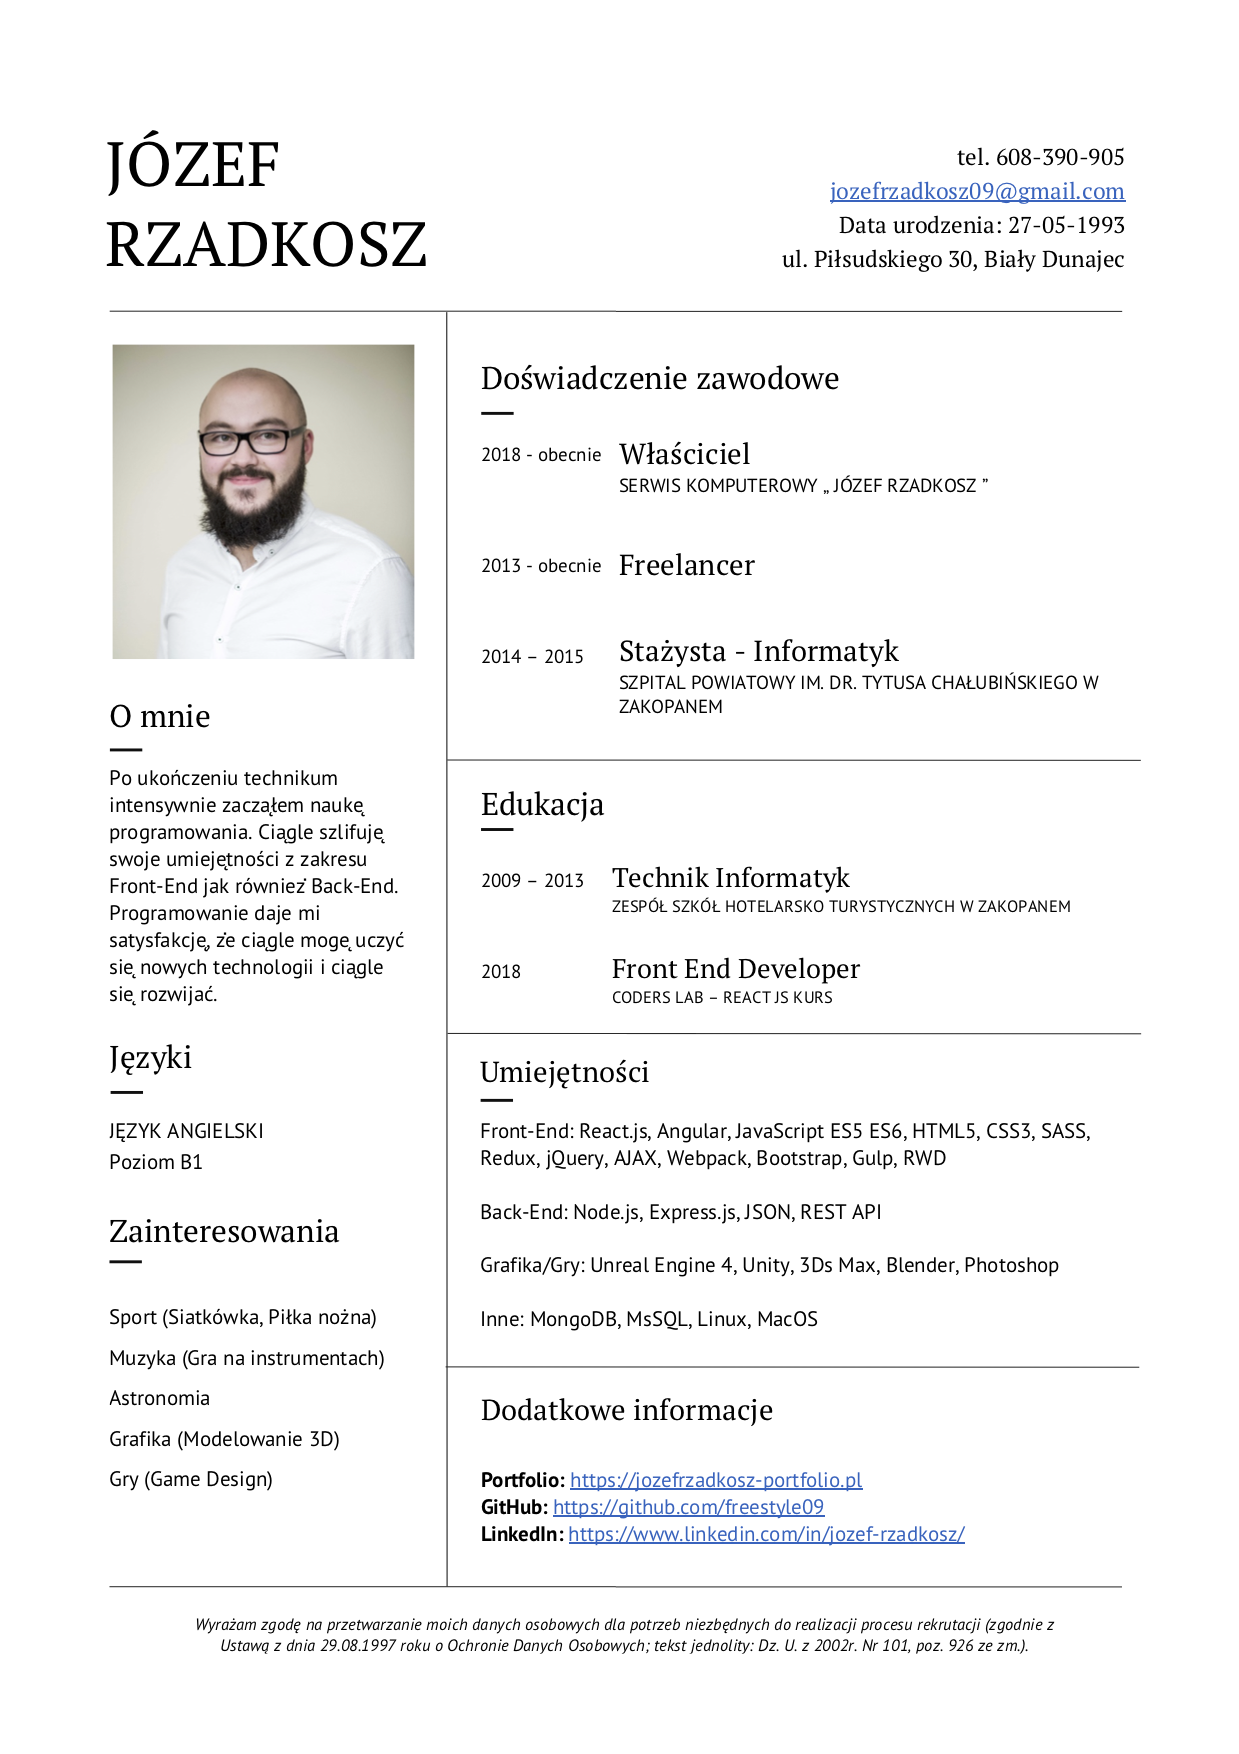 JÓZEF
RZADKOSZ
tel. 608-390-905
jozefrzadkosz09@gmail.com
Data urodzenia: 27-05-1993
ul. Piłsudskiego 30, Biały Dunajec
O mnie
Po ukończeniu technikum
intensywnie zacząłem naukę
programowania. Ciągle szlifuję
swoje umiejętności z zakresu
Front-End jak również Back-End.
Programowanie daje mi
satysfakcję, że ciągle mogę uczyć
się nowych technologii i ciągle
się rozwijać.
Języki
JĘZYK ANGIELSKI
Poziom B1
Zainteresowania
Sport (Siatkówka, Piłka nożna)
Muzyka (Gra na instrumentach)
Astronomia
Grafika (Modelowanie 3D)
Gry (Game Design)
Doświadczenie zawodowe
2018 - obecnie Właściciel
SERWIS KOMPUTEROWY „ JÓZEF RZADKOSZ ”
2013 - obecnie Freelancer
2014 – 2015 Stażysta - Informatyk
SZPITAL POWIATOWY IM. DR. TYTUSA CHAŁUBIŃSKIEGO W
ZAKOPANEM
Edukacja
2009 – 2013 Technik Informatyk
ZESPÓŁ SZKÓŁ HOTELARSKO TURYSTYCZNYCH W ZAKOPANEM
2018 Front End Developer
CODERS LAB – REACT JS KURS
Umiejętności
Front-End: React.js, Angular, JavaScript ES5 ES6, HTML5, CSS3, SASS,
Redux, jQuery, AJAX, Webpack, Bootstrap, Gulp, RWD
Back-End: Node.js, Express.js, JSON, REST API
Grafika/Gry: Unreal Engine 4, Unity, 3Ds Max, Blender, Photoshop
Inne: MongoDB, MsSQL, Linux, MacOS
Dodatkowe informacje
Portfolio: https://jozefrzadkosz-portfolio.pl
GitHub: https://github.com/freestyle09
LinkedIn: https://www.linkedin.com/in/jozef-rzadkosz/
Wyrażam zgodę na przetwarzanie moich danych osobowych dla potrzeb niezbędnych do realizacji procesu rekrutacji (zgodnie z
Ustawą z dnia 29.08.1997 roku o Ochronie Danych Osobowych; tekst jednolity: Dz. U. z 2002r. Nr 101, poz. 926 ze zm.).